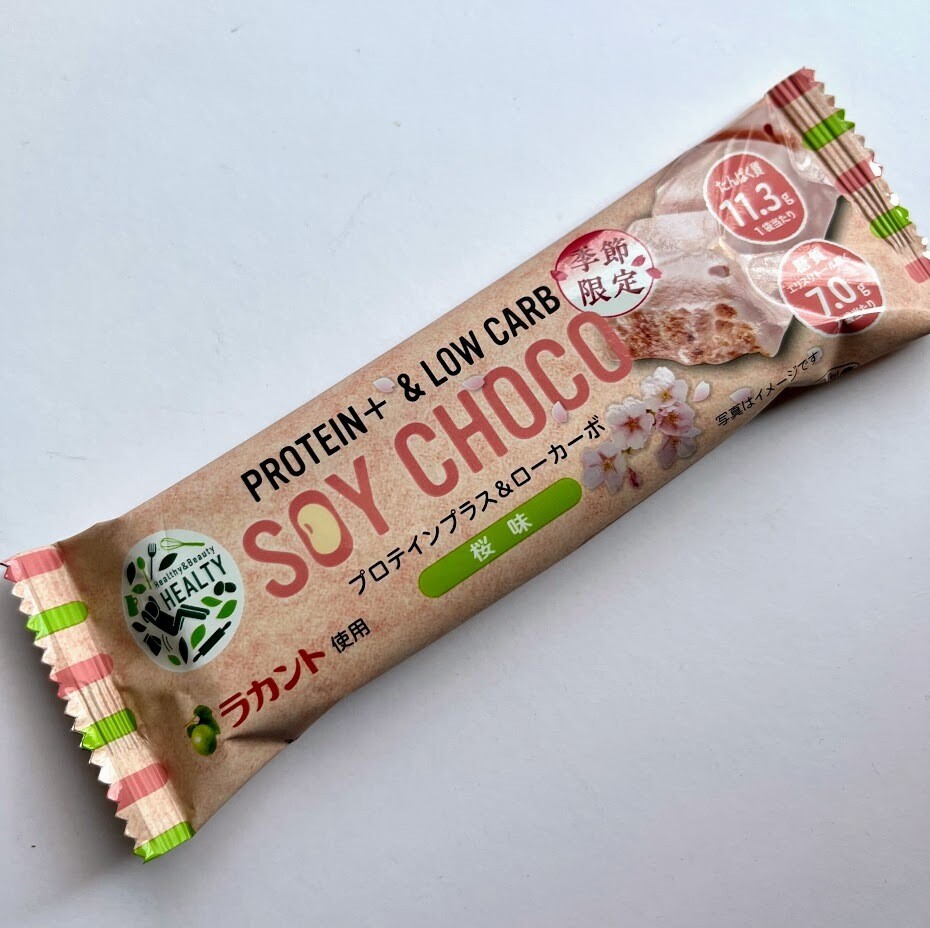 PROTEIN+ & LOW CARB
SOY CHOCO
プロテインプラス&ローカーボ
桜味
季節
限定
たんぱく質
11.3g
1袋当たり
糖質
7.0g
写真はイメージです
Healthy&Beauty
HEALTY
ラカント 使用